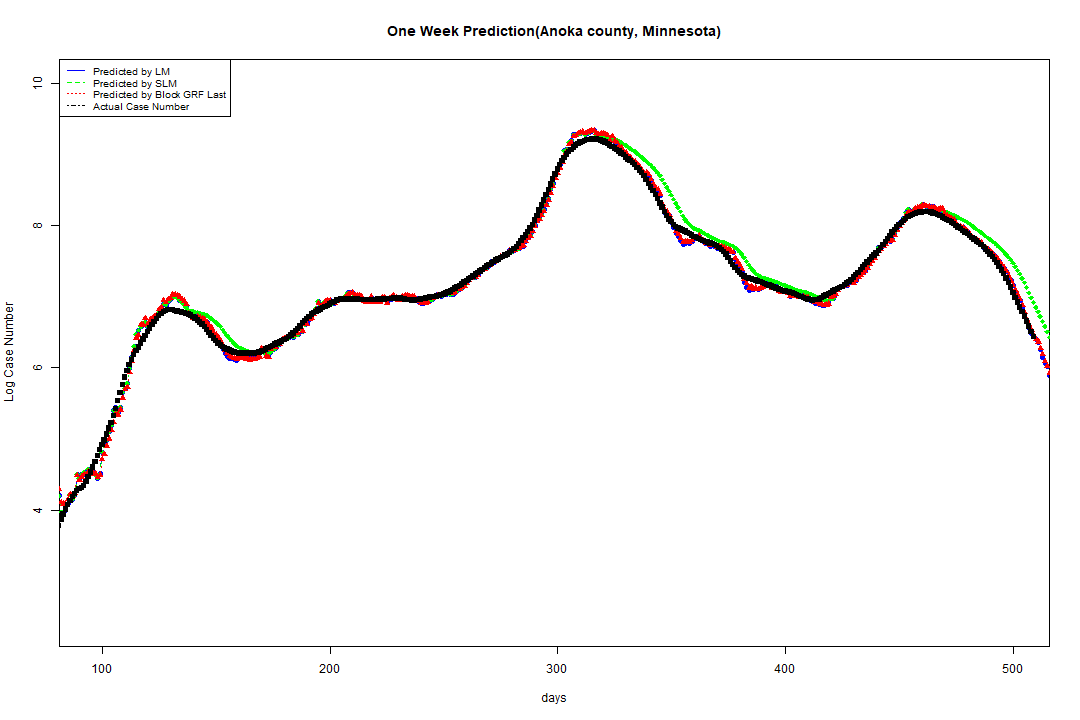 One Week Prediction(Anoka county, Minnesota)
Predicted by LM
Predicted by SLM
Predicted by Block GRF Last
Actual Case Number
10
8
6
4
Log Case Number
100 200 300 400 500
days